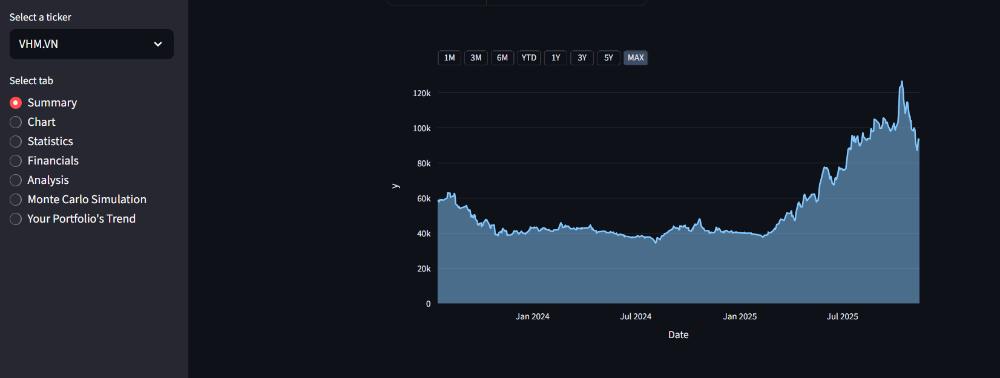 Select a ticker
VHM.VN
Select tab
Summary
Chart
Statistics
Financials
Analysis
Monte Carlo Simulation
Your Portfolio's Trend
1M 3M 6M YTD 1Y 3Y 5Y MAX
120k
100k
80k
60k
40k
20k
0
y
Jan 2024 Jul 2024 Jan 2025 Jul 2025
Date